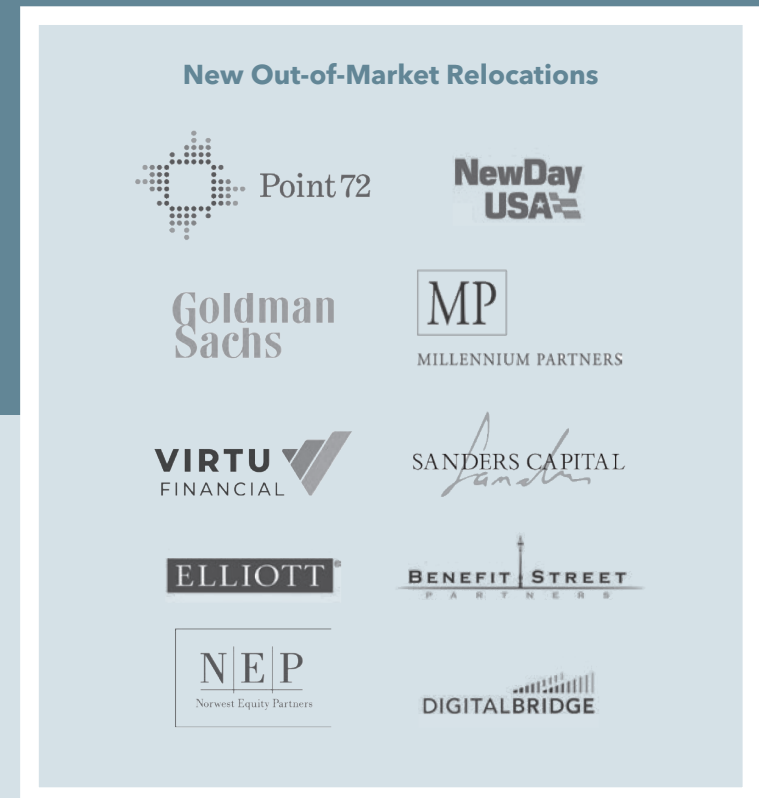 New Out-of-Market Relocations
Point72
NewDay
USA
Goldman
Sachs
MP
MILLENNIUM PARTNERS
VIRTU
FINANCIAL
SANDERS CAPITAL
Sanders
ELLIOTT®
BENEFIT STREET
PARTNERS
N|E|P
Norwest Equity Partners
DIGITALBRIDGE